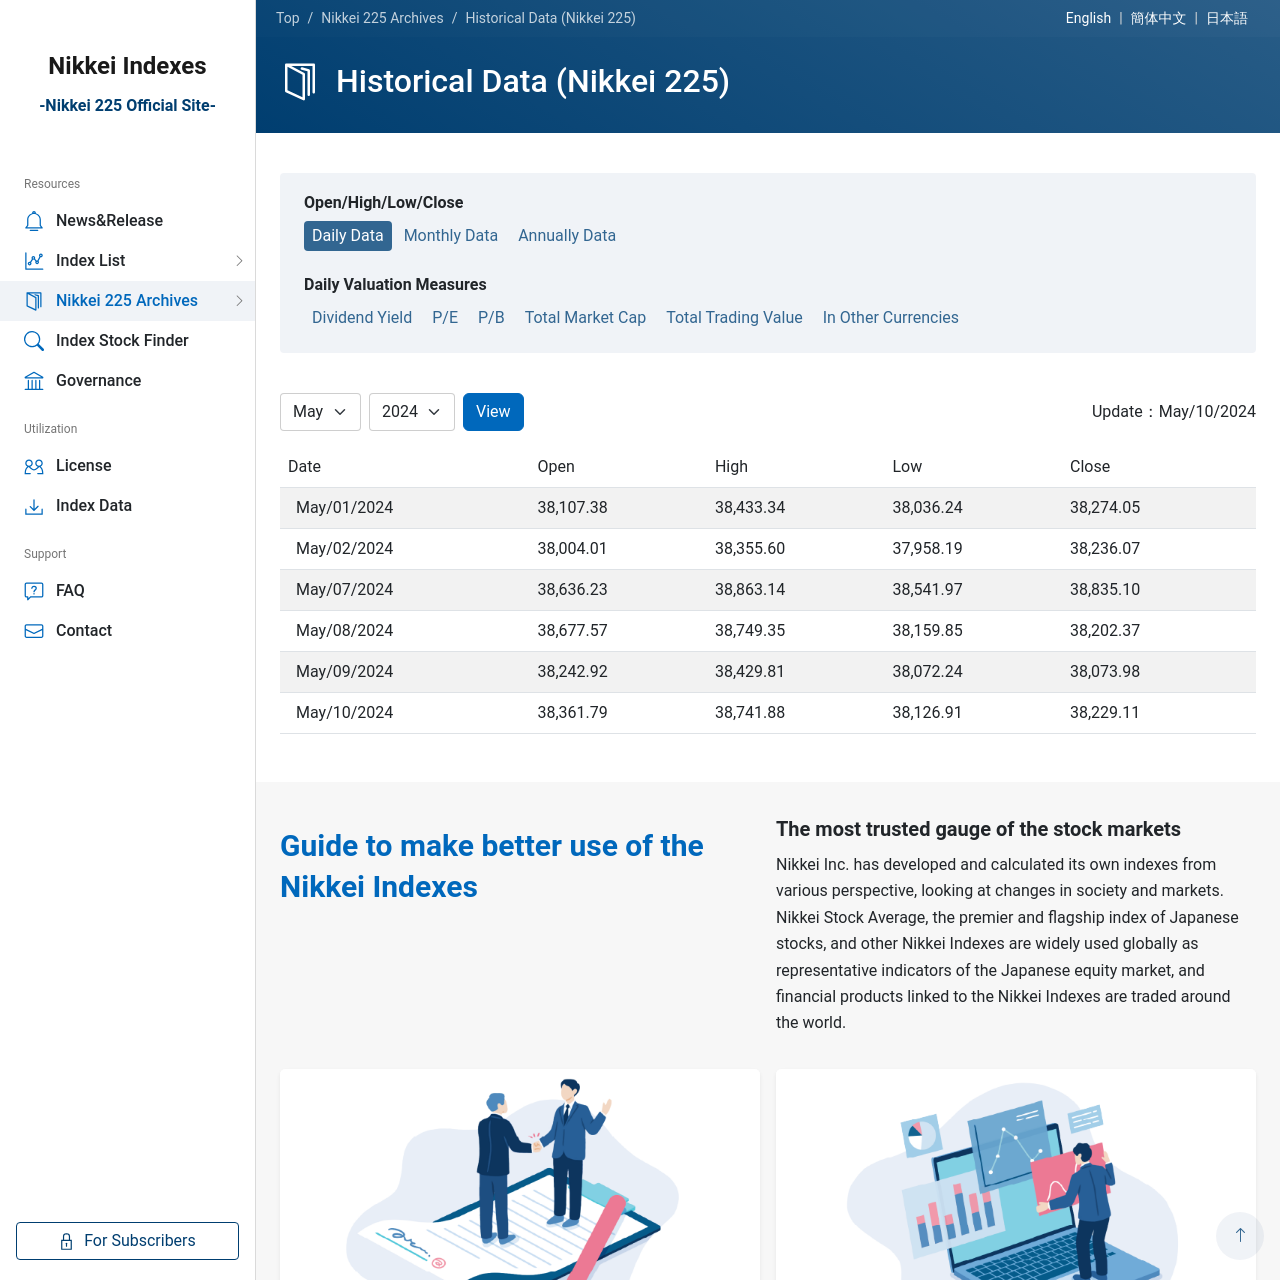 Nikkei Indexes
-Nikkei 225 Official Site-
Resources
News&Release
Index List
Nikkei 225 Archives
Index Stock Finder
Governance
Utilization
License
Index Data
Support
FAQ
Contact
For Subscribers
Top / Nikkei 225 Archives / Historical Data (Nikkei 225)
English | 簡体中文 | 日本語
Historical Data (Nikkei 225)
Open/High/Low/Close
Daily Data Monthly Data Annually Data
Daily Valuation Measures
Dividend Yield P/E P/B Total Market Cap Total Trading Value In Other Currencies
May 2024 View Update：May/10/2024
Date Open High Low Close
May/01/2024 38,107.38 38,433.34 38,036.24 38,274.05
May/02/2024 38,004.01 38,355.60 37,958.19 38,236.07
May/07/2024 38,636.23 38,863.14 38,541.97 38,835.10
May/08/2024 38,677.57 38,749.35 38,159.85 38,202.37
May/09/2024 38,242.92 38,429.81 38,072.24 38,073.98
May/10/2024 38,361.79 38,741.88 38,126.91 38,229.11
Guide to make better use of the
Nikkei Indexes
The most trusted gauge of the stock markets
Nikkei Inc. has developed and calculated its own indexes from
various perspective, looking at changes in society and markets.
Nikkei Stock Average, the premier and flagship index of Japanese
stocks, and other Nikkei Indexes are widely used globally as
representative indicators of the Japanese equity market, and
financial products linked to the Nikkei Indexes are traded around
the world.